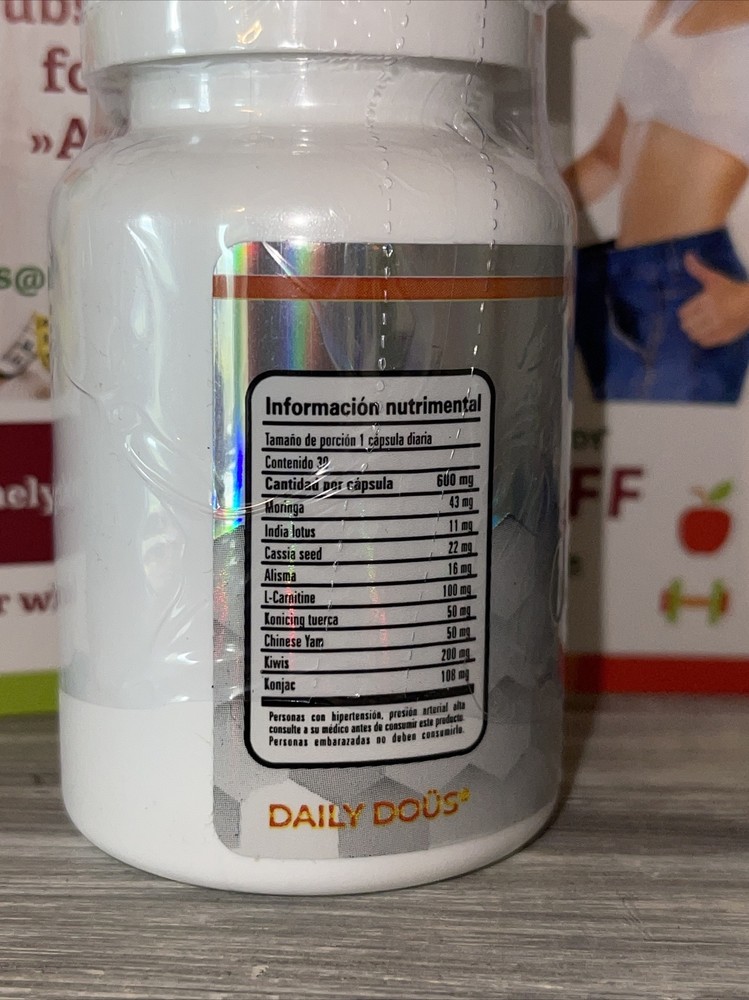 Información nutrimental
Tamaño de porción 1 cápsula diaria
Contenido 30
Cantidad por cápsula 600 mg
Moringa 43 mg
India lotus 11 mg
Cassia seed 22 mg
Alisma 16 mg
L-Carnitine 100 mg
Konicing tuerca 50 mg
Chinese Yam 50 mg
Kiwis 200 mg
Konjac 108 mg
Personas con hipertensión, presión arturial alta
consulte a su médico antes de consumir este producto.
Personas embarazadas no deben consumirlo.
DAILY DOÜS®